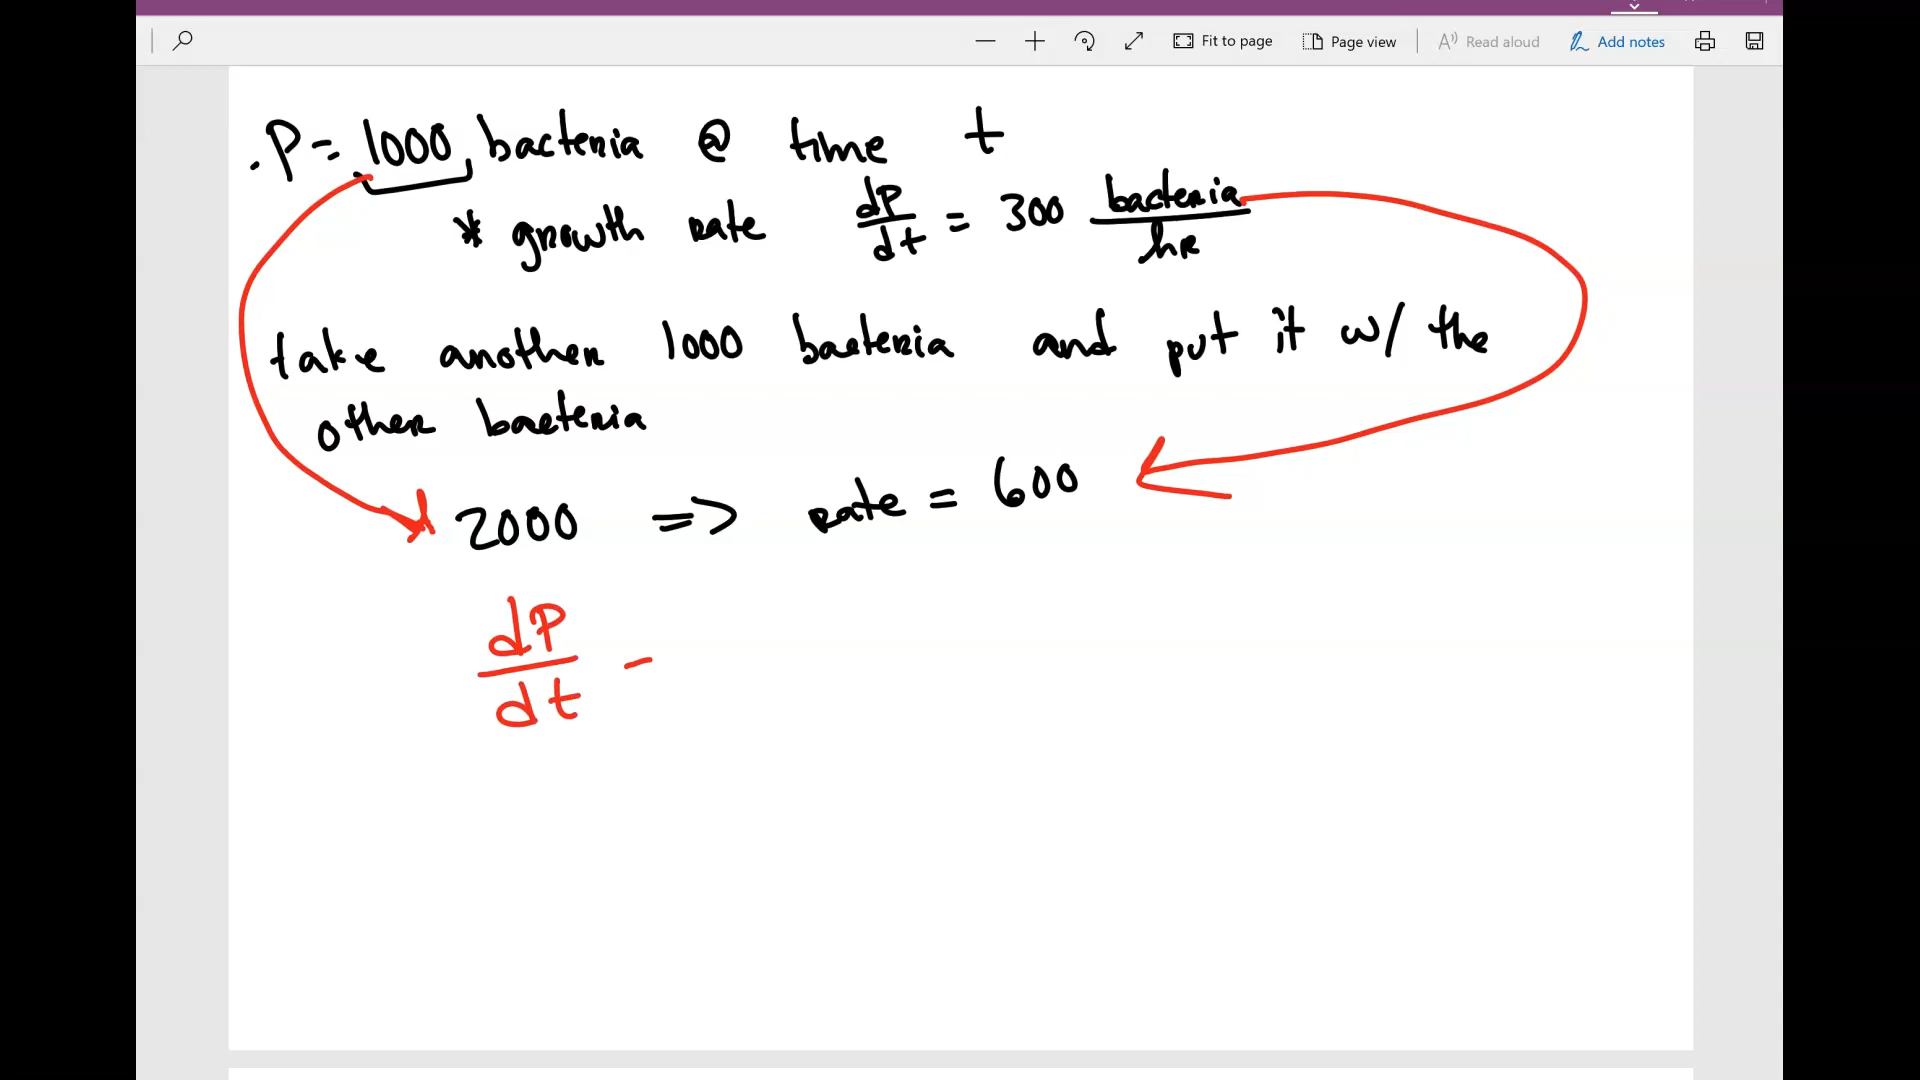 Fit to page Page view Read aloud Add notes
. P = 1000, bacteria @ time t
* growth rate dP/dt = 300 bacteria/hr
take another 1000 bacteria and put it w/ the
other bacteria
2000 => rate = 600
dP/dt -